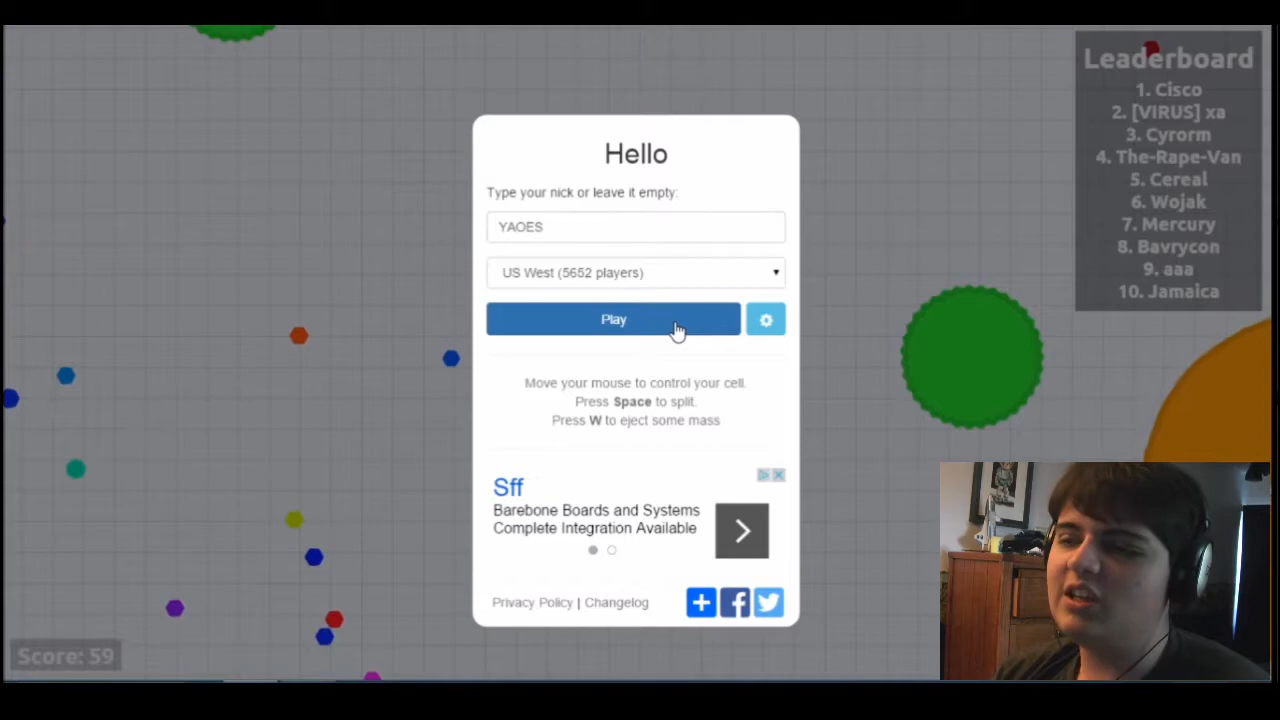 Leaderboard
1. Cisco
2. [VIRUS] xa
3. Cyrorm
4. The-Rape-Van
5. Cereal
6. Wojak
7. Mercury
8. Bavrycon
9. aaa
10. Jamaica
Hello
Type your nick or leave it empty:
YAOES
US West (5652 players)
Play
Move your mouse to control your cell.
Press Space to split.
Press W to eject some mass
Sff
Barebone Boards and Systems
Complete Integration Available
Privacy Policy | Changelog
Score: 59